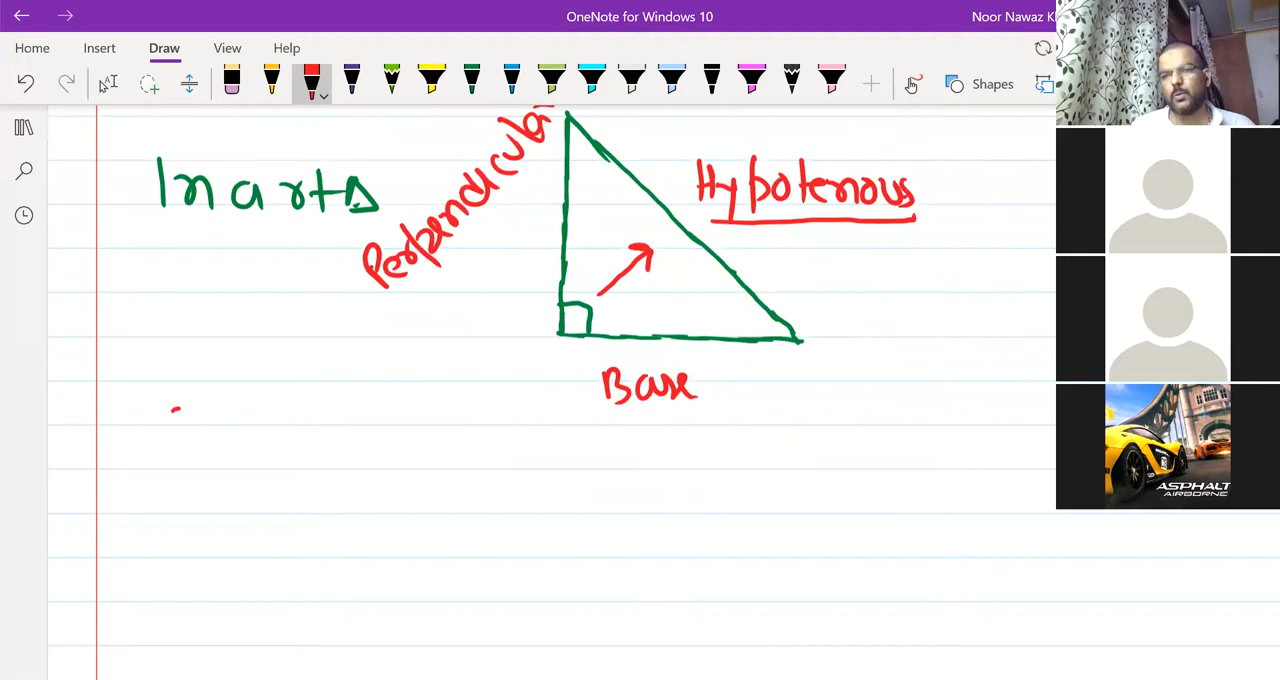 OneNote for Windows 10
Noor Nawaz K
Home Insert Draw View Help
Shapes
In a rt Δ
Perpendicular
Hypotenous
Base
ASPHALT
AIRBORNE